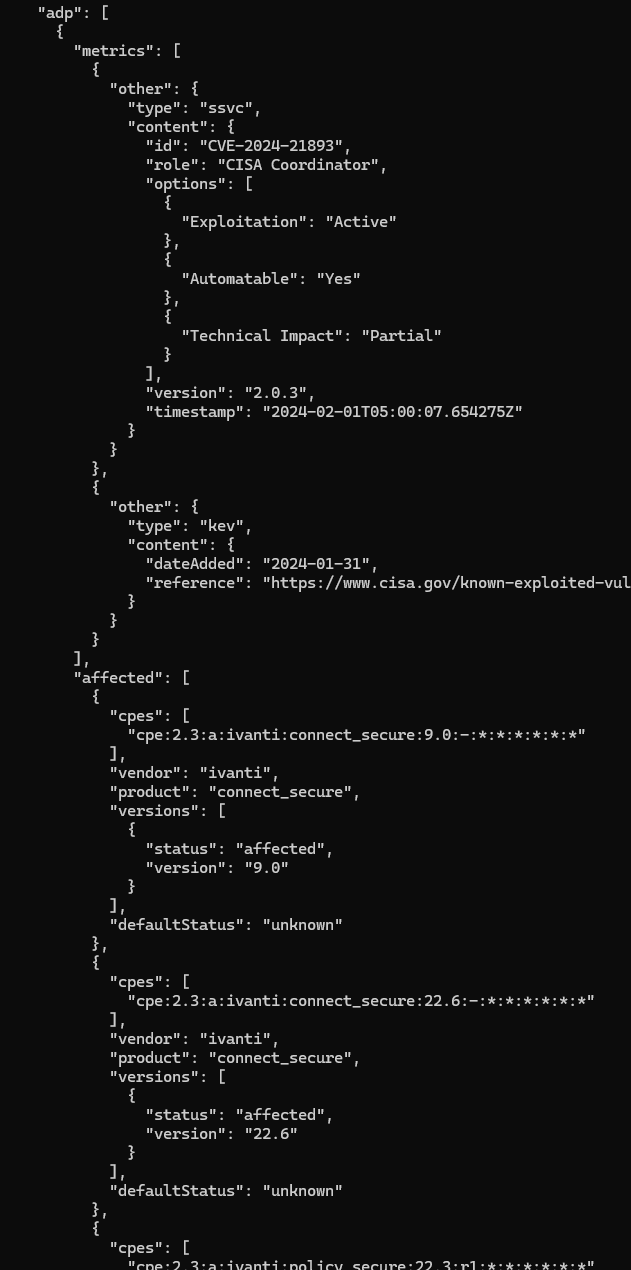 "adp": [
{
"metrics": [
{
"other": {
"type": "ssvc",
"content": {
"id": "CVE-2024-21893",
"role": "CISA Coordinator",
"options": [
{
"Exploitation": "Active"
},
{
"Automatable": "Yes"
},
{
"Technical Impact": "Partial"
}
],
"version": "2.0.3",
"timestamp": "2024-02-01T05:00:07.654275Z"
}
}
},
{
"other": {
"type": "kev",
"content": {
"dateAdded": "2024-01-31",
"reference": "https://www.cisa.gov/known-exploited-vul
}
}
}
],
"affected": [
{
"cpes": [
"cpe:2.3:a:ivanti:connect_secure:9.0:-:*:*:*:*:*:*"
],
"vendor": "ivanti",
"product": "connect_secure",
"versions": [
{
"status": "affected",
"version": "9.0"
}
],
"defaultStatus": "unknown"
},
{
"cpes": [
"cpe:2.3:a:ivanti:connect_secure:22.6:-:*:*:*:*:*:*"
],
"vendor": "ivanti",
"product": "connect_secure",
"versions": [
{
"status": "affected",
"version": "22.6"
}
],
"defaultStatus": "unknown"
},
{
"cpes": [
"cpe:2.3:a:ivanti:policy_secure:22.3:r1:*:*:*:*:*:*"